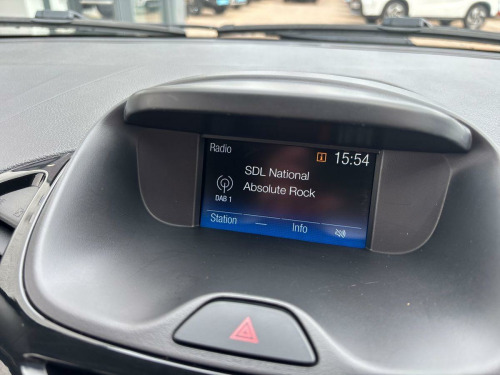 Radio 15:54
SDL National
Absolute Rock
DAB 1
Station — Info